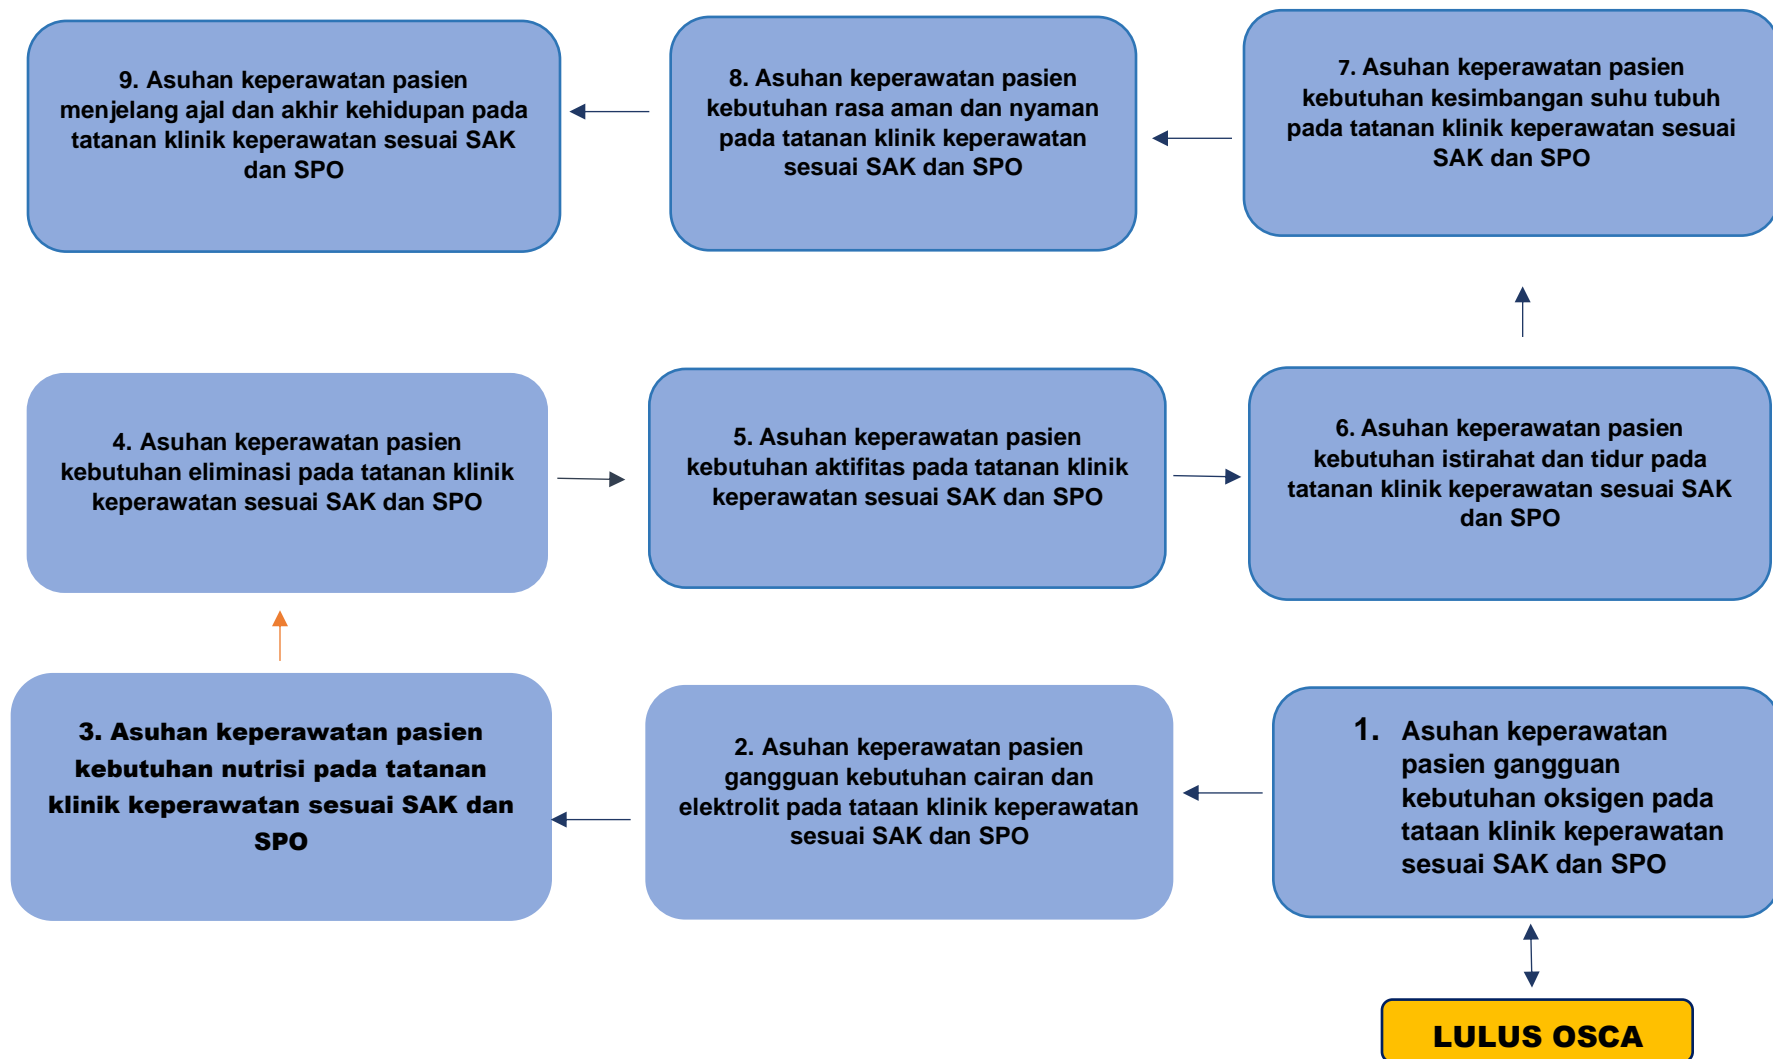 9. Asuhan keperawatan pasien
menjelang ajal dan akhir kehidupan pada
tatanan klinik keperawatan sesuai SAK
dan SPO
8. Asuhan keperawatan pasien
kebutuhan rasa aman dan nyaman
pada tatanan klinik keperawatan
sesuai SAK dan SPO
7. Asuhan keperawatan pasien
kebutuhan kesimbangan suhu tubuh
pada tatanan klinik keperawatan sesuai
SAK dan SPO
4. Asuhan keperawatan pasien
kebutuhan eliminasi pada tatanan klinik
keperawatan sesuai SAK dan SPO
5. Asuhan keperawatan pasien
kebutuhan aktifitas pada tatanan klinik
keperawatan sesuai SAK dan SPO
6. Asuhan keperawatan pasien
kebutuhan istirahat dan tidur pada
tatanan klinik keperawatan sesuai SAK
dan SPO
3. Asuhan keperawatan pasien
kebutuhan nutrisi pada tatanan
klinik keperawatan sesuai SAK dan
SPO
2. Asuhan keperawatan pasien
gangguan kebutuhan cairan dan
elektrolit pada tataan klinik keperawatan
sesuai SAK dan SPO
1. Asuhan keperawatan
pasien gangguan
kebutuhan oksigen pada
tataan klinik keperawatan
sesuai SAK dan SPO
LULUS OSCA